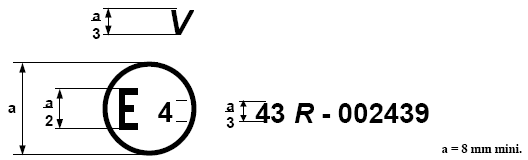 a/3 V
a a/2 E 4 a/3 43 R - 002439
a = 8 mm mini.